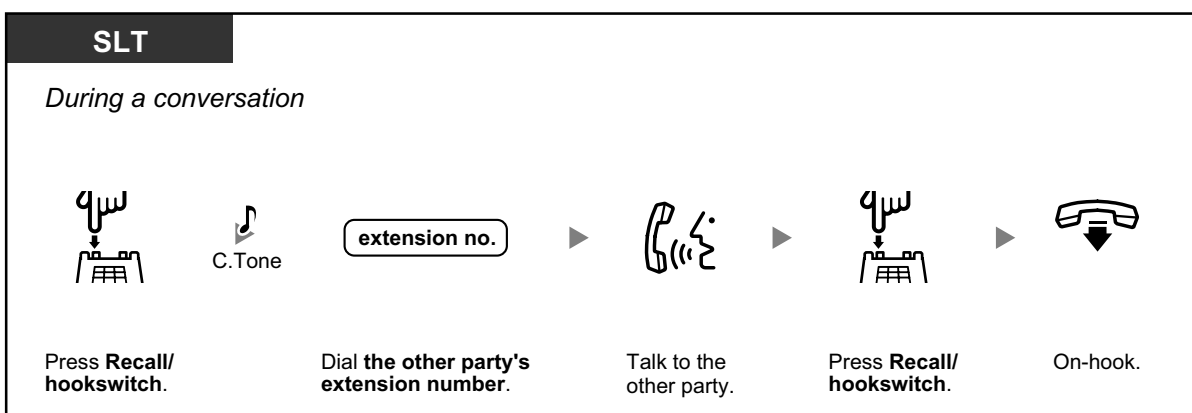 SLT
During a conversation
C.Tone
extension no.
Press Recall/
hookswitch.
Dial the other party's
extension number.
Talk to the
other party.
Press Recall/
hookswitch.
On-hook.